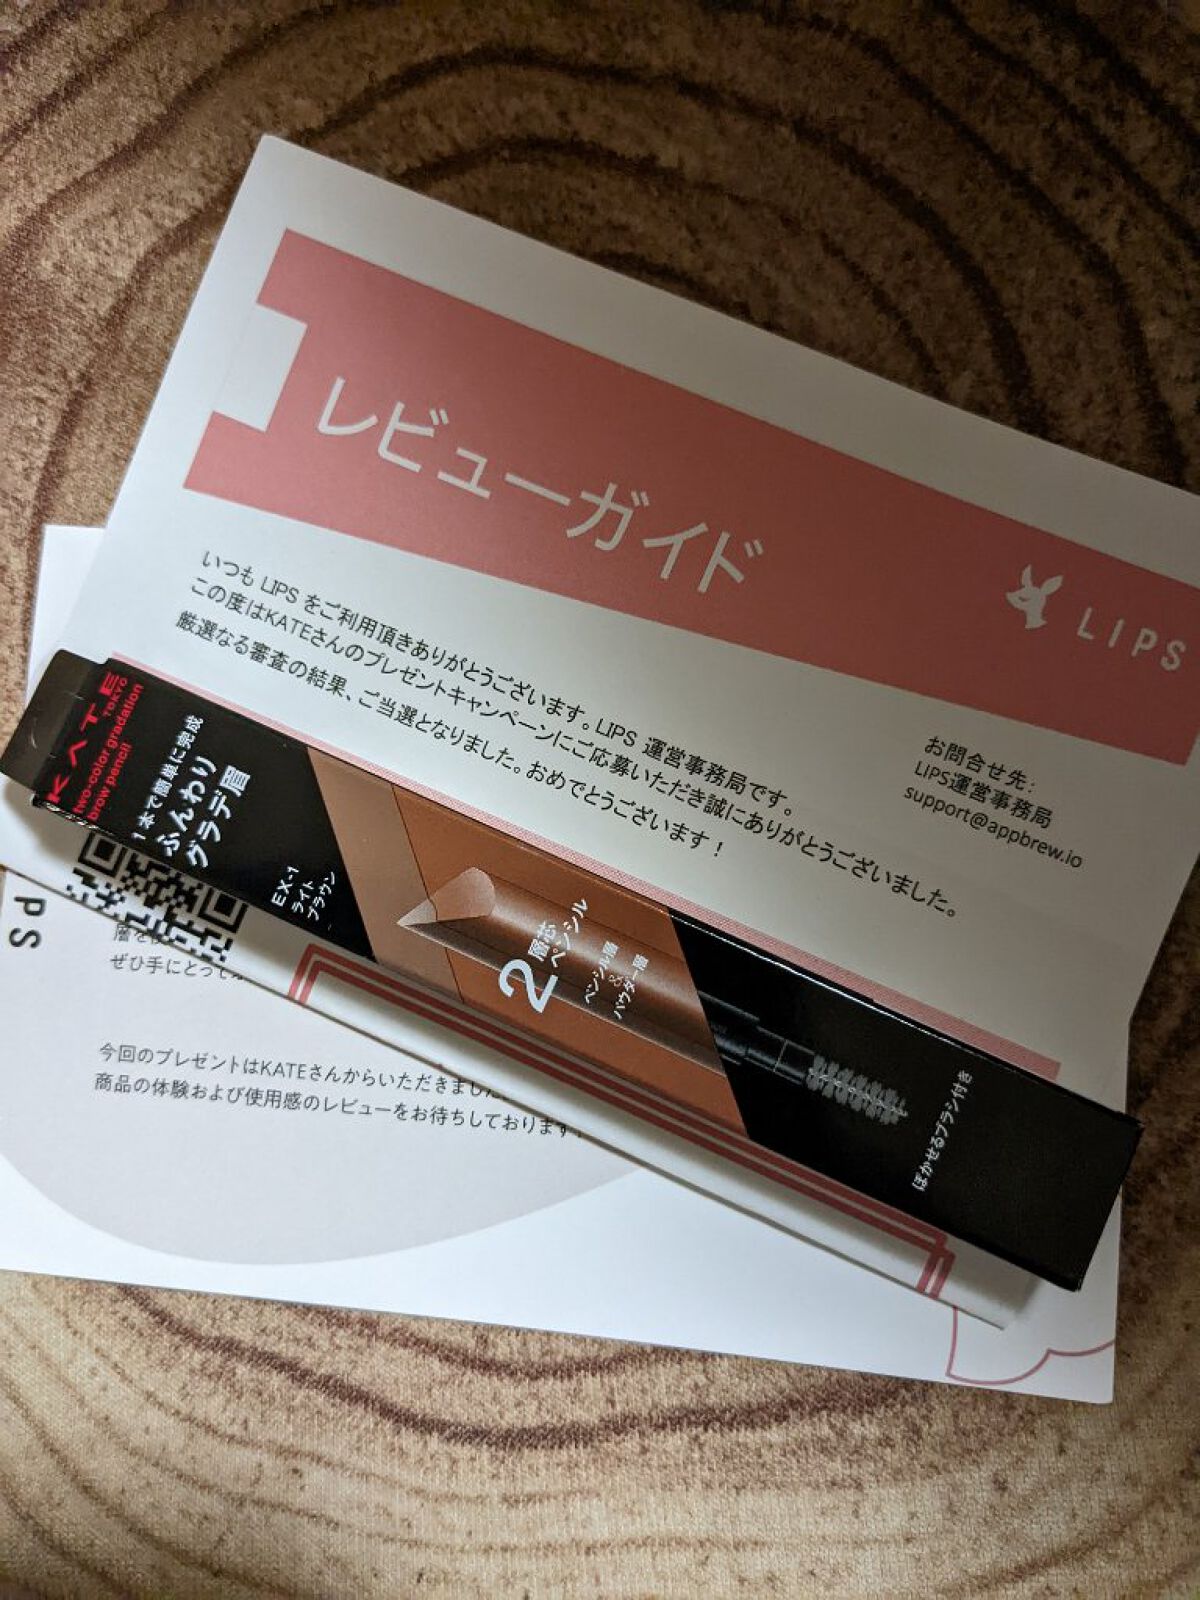 レビューガイド
LIPS
いつも LIPS をご利用頂きありがとうございます。LIPS 運営事務局です。
この度はKATEさんのプレゼントキャンペーンにご応募いただき誠にありがとうございました。
厳選なる審査の結果、ご当選となりました。おめでとうございます！
お問合せ先：
LIPS運営事務局
support@appbrew.io
KATE
TOKYO
two-color gradation
brow pencil
1本で簡単に完成
ふんわり
グラデ眉
EX-1
ライト
ブラウン
2層芯
ペンシル
ペンシル層
&
パウダー層
ぼかせるブラシ付き
ぜひ手にとって
今回のプレゼントはKATEさんからいただきました
商品の体験および使用感のレビューをお待ちしております！